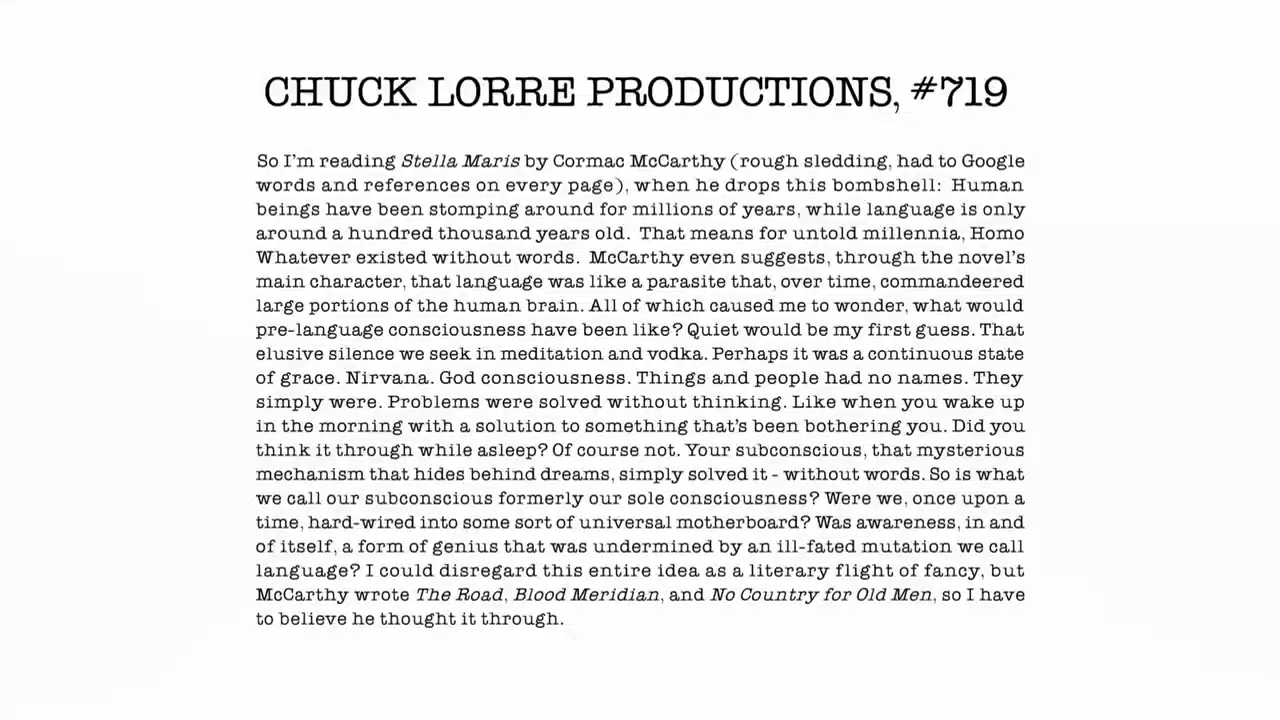 CHUCK LORRE PRODUCTIONS, #719
So I'm reading Stella Maris by Cormac McCarthy (rough sledding, had to Google
words and references on every page), when he drops this bombshell: Human
beings have been stomping around for millions of years, while language is only
around a hundred thousand years old. That means for untold millennia, Homo
Whatever existed without words. McCarthy even suggests, through the novel's
main character, that language was like a parasite that, over time, commandeered
large portions of the human brain. All of which caused me to wonder, what would
pre-language consciousness have been like? Quiet would be my first guess. That
elusive silence we seek in meditation and vodka. Perhaps it was a continuous state
of grace. Nirvana. God consciousness. Things and people had no names. They
simply were. Problems were solved without thinking. Like when you wake up
in the morning with a solution to something that's been bothering you. Did you
think it through while asleep? Of course not. Your subconscious, that mysterious
mechanism that hides behind dreams, simply solved it - without words. So is what
we call our subconscious formerly our sole consciousness? Were we, once upon a
time, hard-wired into some sort of universal motherboard? Was awareness, in and
of itself, a form of genius that was undermined by an ill-fated mutation we call
language? I could disregard this entire idea as a literary flight of fancy, but
McCarthy wrote The Road, Blood Meridian, and No Country for Old Men, so I have
to believe he thought it through.